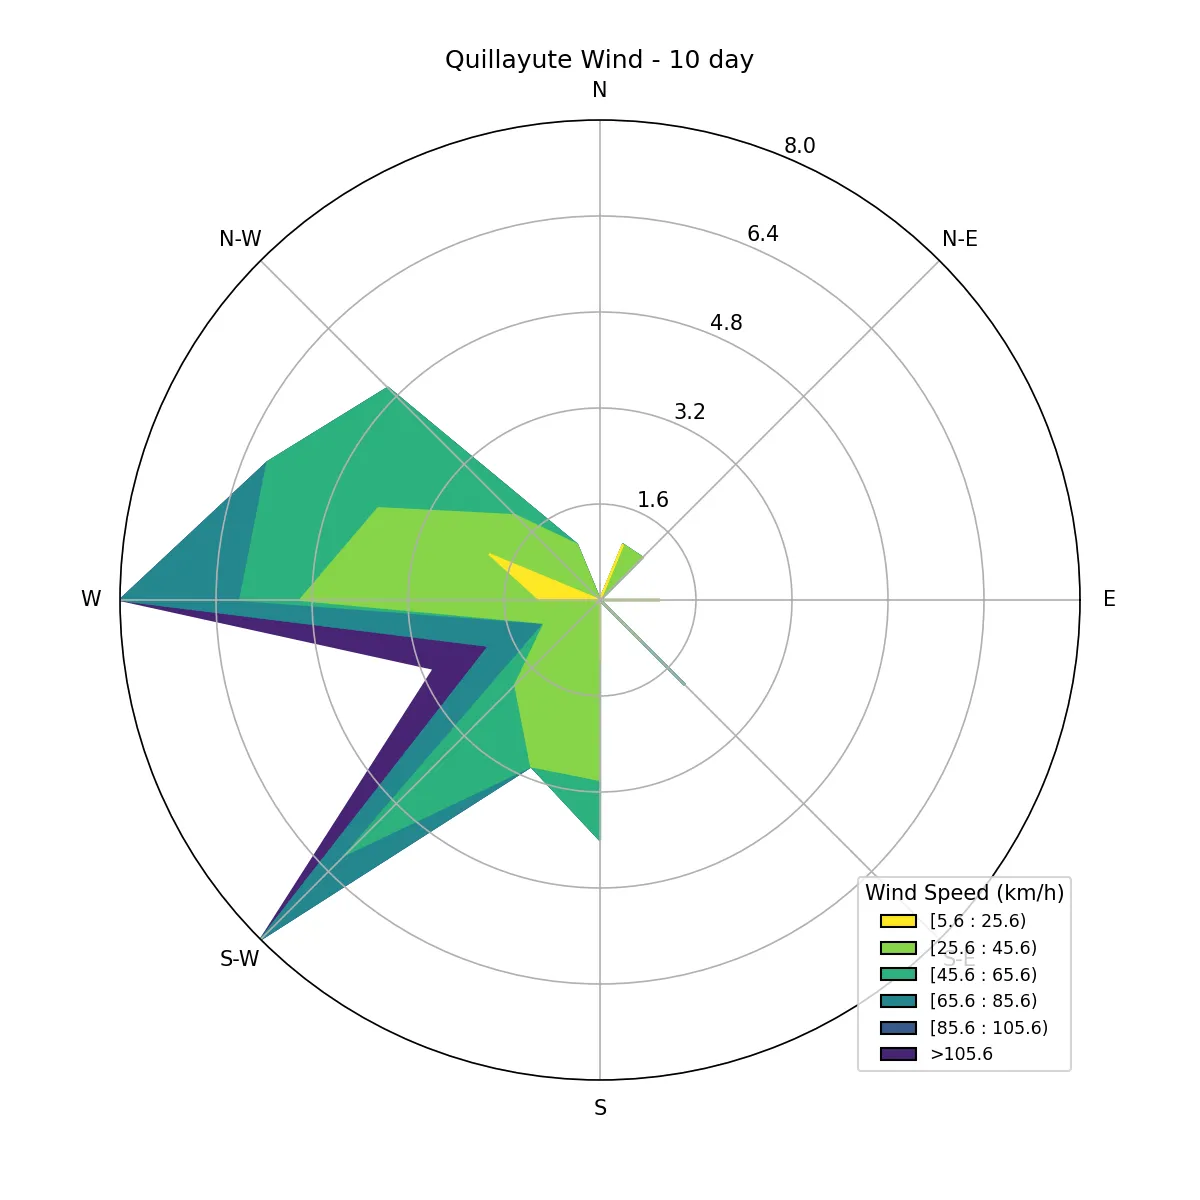 Quillayute Wind - 10 day
N
8.0
N-W
6.4
N-E
4.8
3.2
1.6
W
E
Wind Speed (km/h)
[5.6 : 25.6)
[25.6 : 45.6)
S-W
S-E
[45.6 : 65.6)
[65.6 : 85.6)
[85.6 : 105.6)
>105.6
S